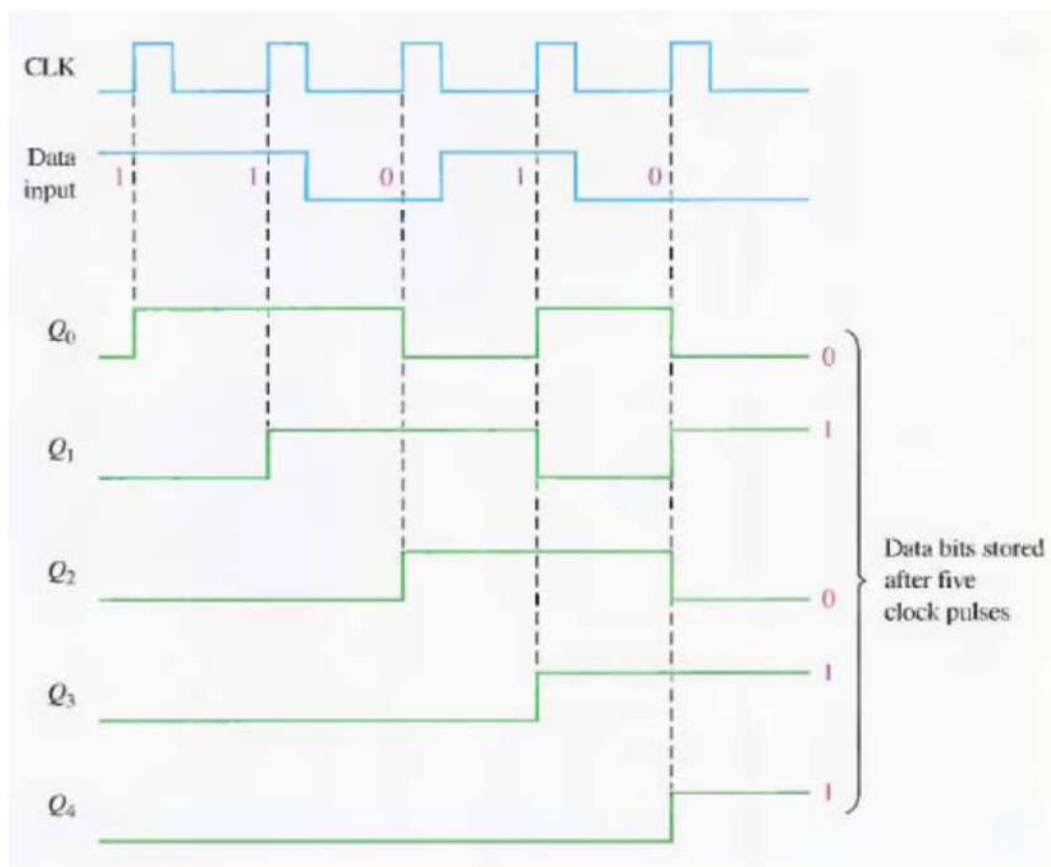 CLK
Data
input
1 1 0 1 0
Q0
0
Q1
1
Q2
0
Data bits stored
after five
clock pulses
Q3
1
Q4
1